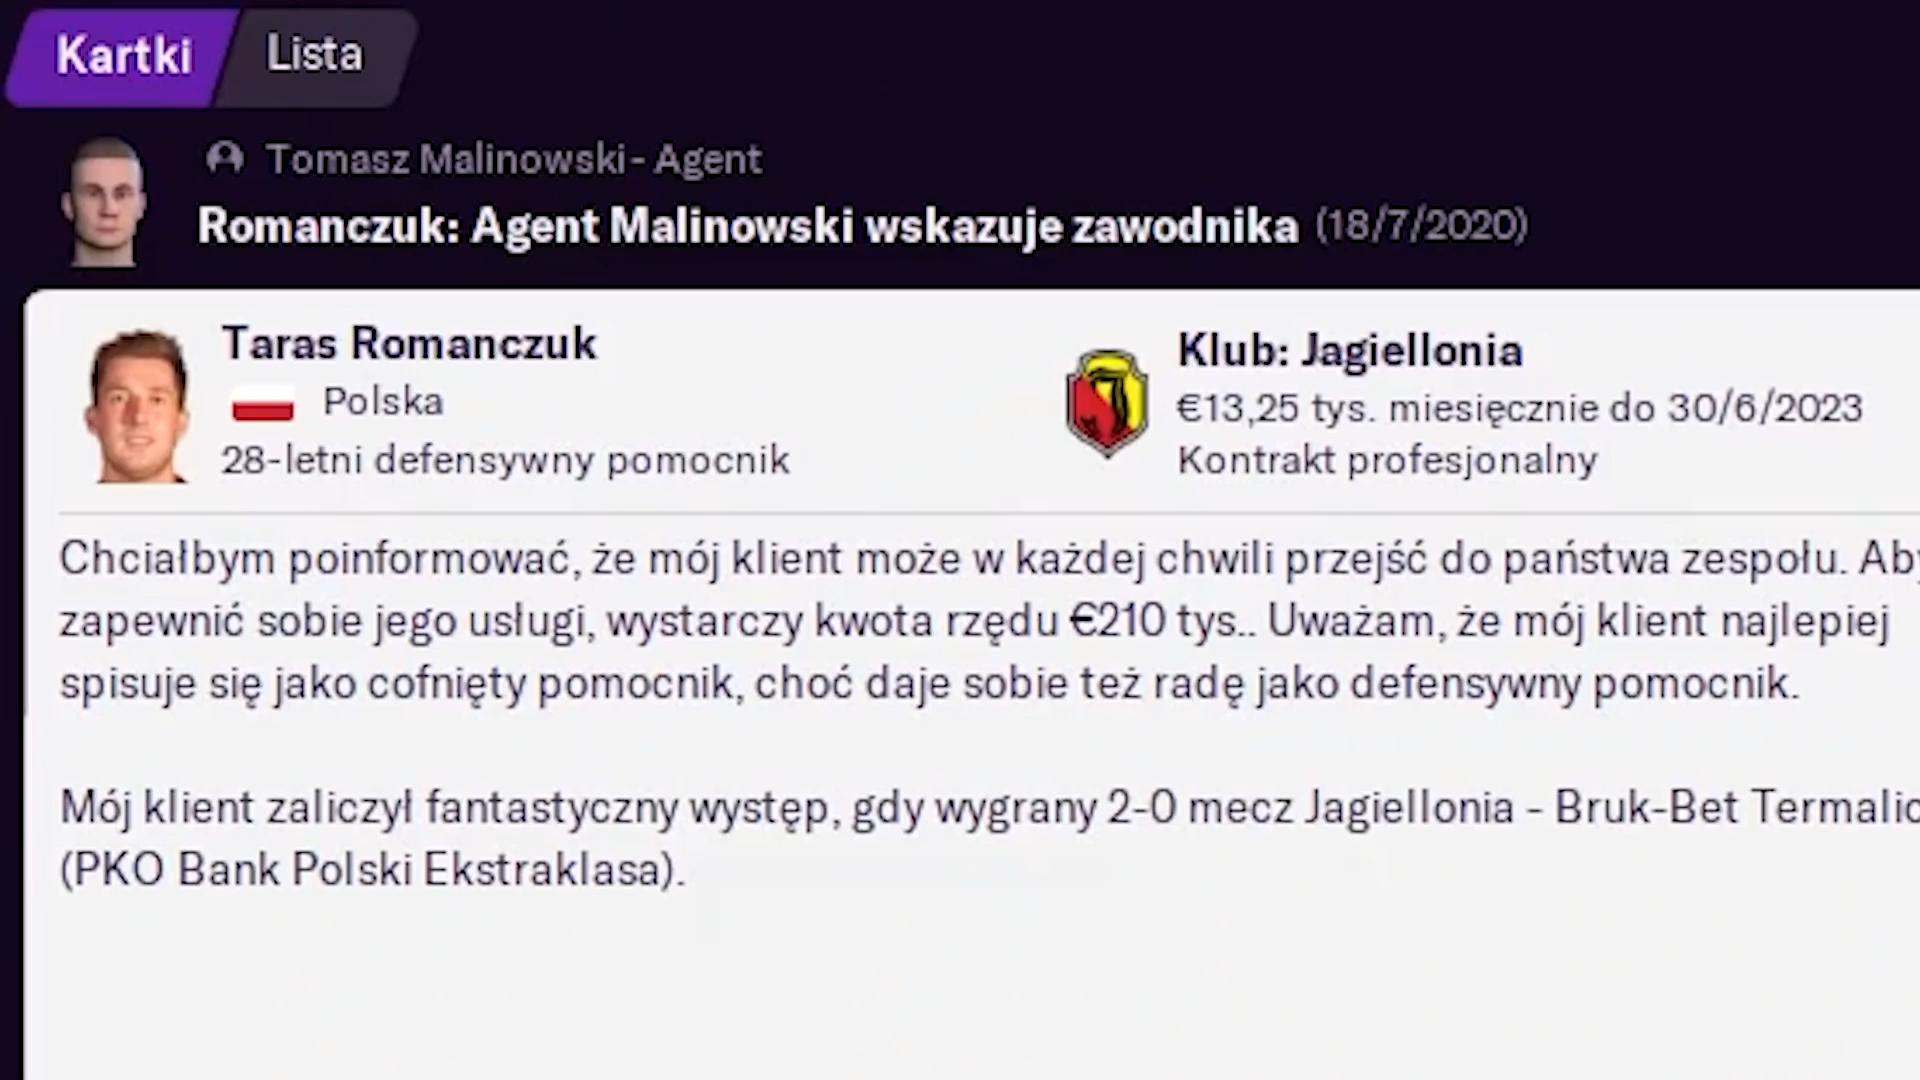 Kartki Lista
Tomasz Malinowski - Agent
Romanczuk: Agent Malinowski wskazuje zawodnika (18/7/2020)
Taras Romanczuk
Polska
28-letni defensywny pomocnik
Klub: Jagiellonia
€13,25 tys. miesięcznie do 30/6/2023
Kontrakt profesjonalny
Chciałbym poinformować, że mój klient może w każdej chwili przejść do państwa zespołu. Aby
zapewnić sobie jego usługi, wystarczy kwota rzędu €210 tys.. Uważam, że mój klient najlepiej
spisuje się jako cofnięty pomocnik, choć daje sobie też radę jako defensywny pomocnik.
Mój klient zaliczył fantastyczny występ, gdy wygrany 2-0 mecz Jagiellonia - Bruk-Bet
(PKO Bank Polski Ekstraklasa).